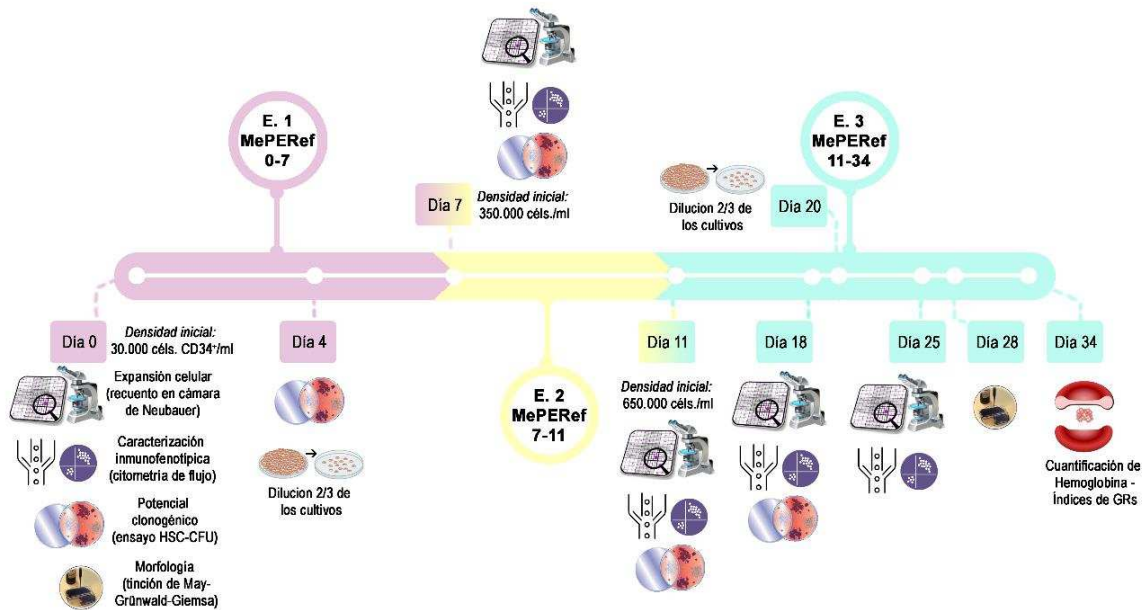 E. 1
MePERef
0-7
Día 7
Densidad inicial:
350.000 céls./ml
Dilucion 2/3 de
los cultivos
Dia 20
E. 3
MePERef
11-34
Día 0
Densidad inicial:
30.000 céls. CD34+/ml
Expansión celular
(recuento en cámara
de Neubauer)
Caracterización
inmunofenotípica
(citometria de flujo)
Potencial
clonogénico
(ensayo HSC-CFU)
Morfologia
(tinción de May-
Grünwald-Giemsa)
Día 4
Dilucion 2/3 de
los cultivos
E. 2
MePERef
7-11
Día 11
Densidad inicial:
650.000 céls./ml
Día 18
Día 25
Día 28
Día 34
Cuantificación de
Hemoglobina -
Índices de GRs